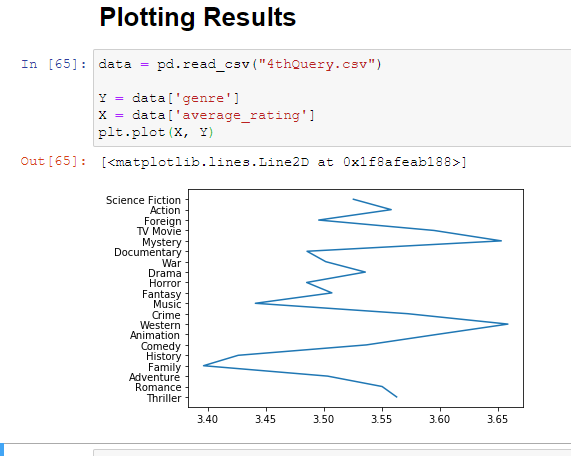 Plotting Results
In [65]: data = pd.read_csv("4thQuery.csv")
Y = data['genre']
X = data['average_rating']
plt.plot(X, Y)
Out[65]: [<matplotlib.lines.Line2D at 0x1f8afeab188>]
Science Fiction
Action
Foreign
TV Movie
Mystery
Documentary
War
Drama
Horror
Fantasy
Music
Crime
Western
Animation
Comedy
History
Family
Adventure
Romance
Thriller
3.40 3.45 3.50 3.55 3.60 3.65